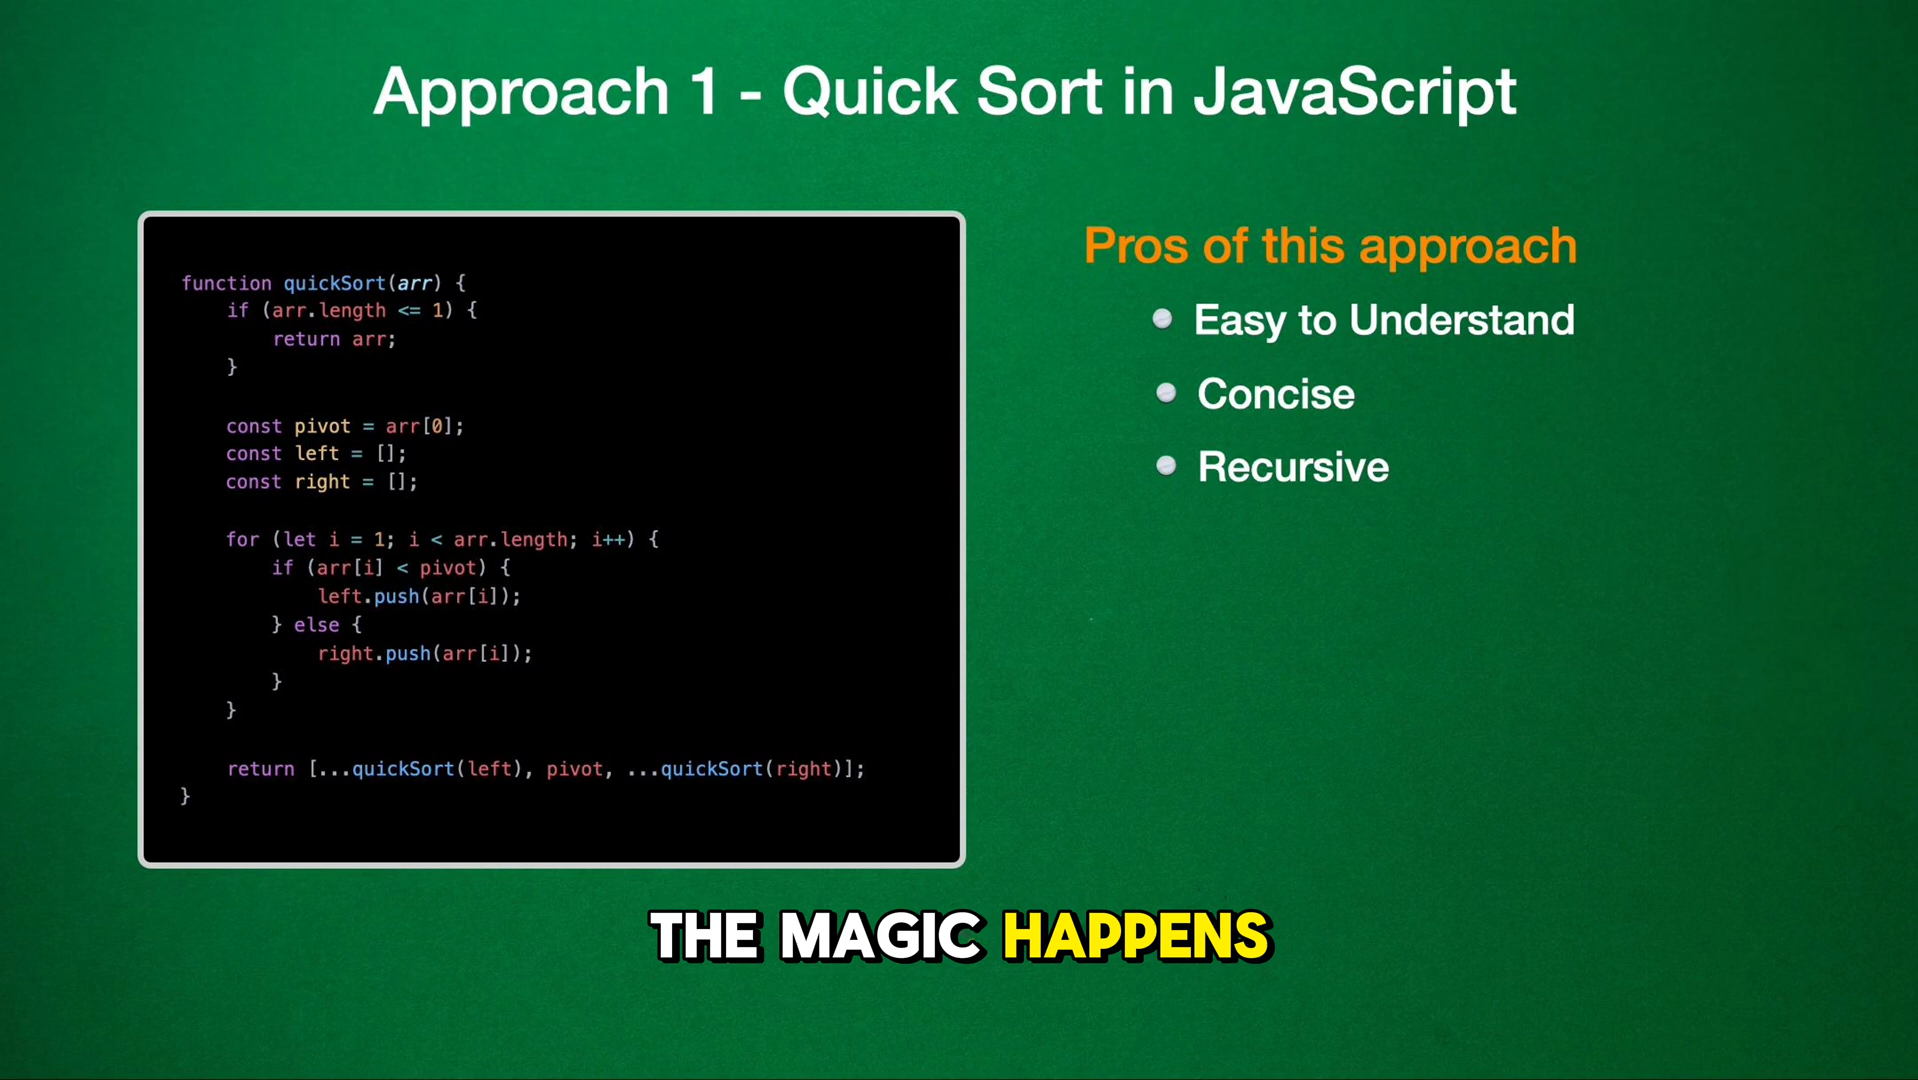 Approach 1 - Quick Sort in JavaScript
function quickSort(arr) {
    if (arr.length <= 1) {
        return arr;
    }
    const pivot = arr[0];
    const left = [];
    const right = [];
    for (let i = 1; i < arr.length; i++) {
        if (arr[i] < pivot) {
            left.push(arr[i]);
        } else {
            right.push(arr[i]);
        }
    }
    return [...quickSort(left), pivot, ...quickSort(right)];
}
Pros of this approach
Easy to Understand
Concise
Recursive
THE MAGIC HAPPENS